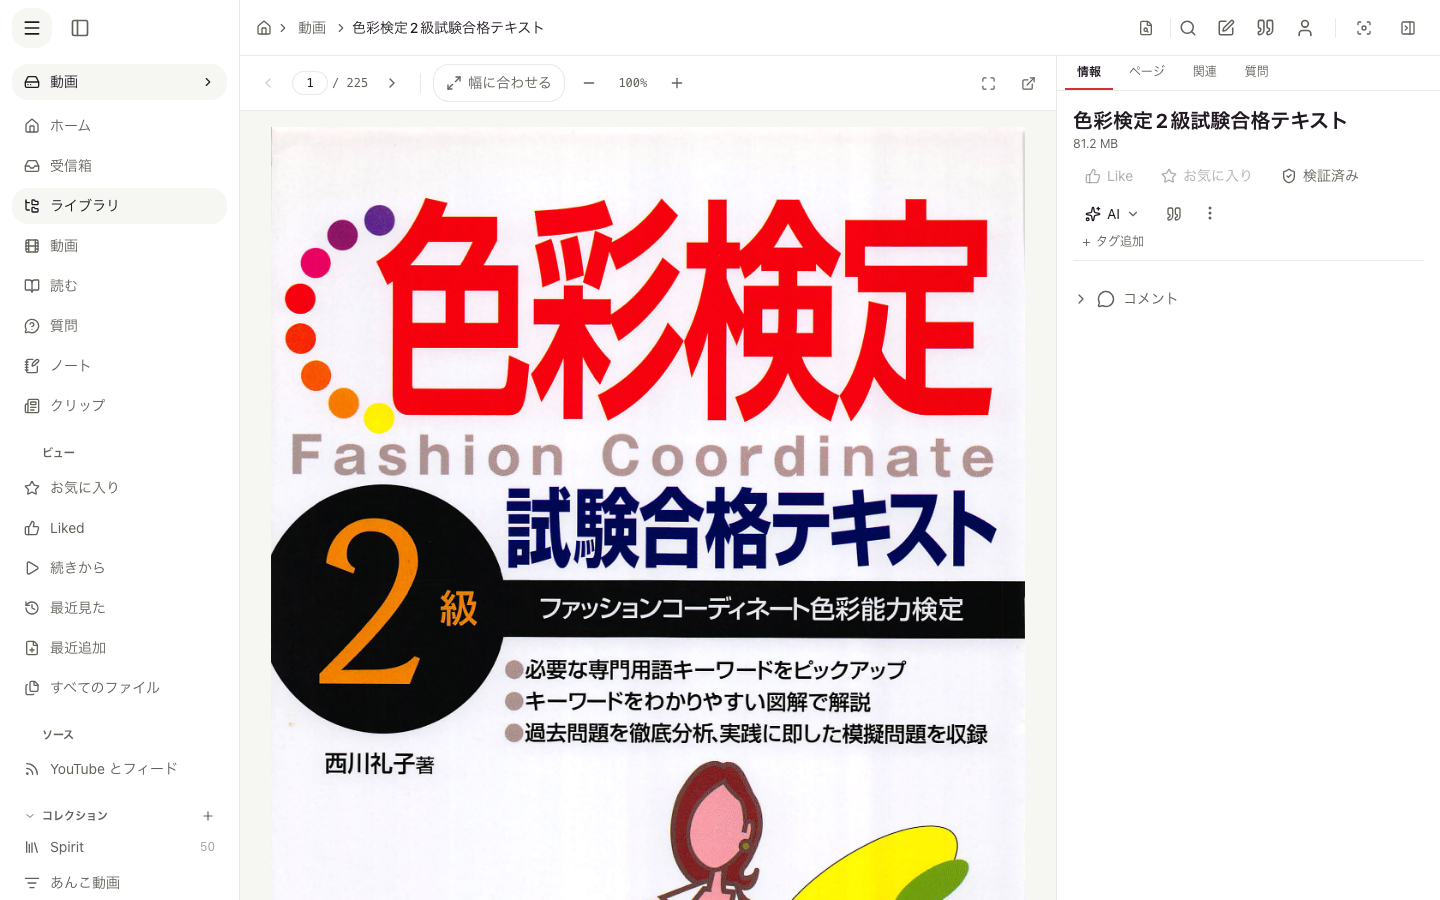 動画
色彩検定2級試験合格テキスト
動画
ホーム
受信箱
ライブラリ
動画
読む
質問
ノート
クリップ
ビュー
お気に入り
Liked
続きから
最近見た
最近追加
すべてのファイル
ソース
YouTube とフィード
コレクション
Spirit 50
あんこ動画
1 / 225
幅に合わせる
100%
色彩検定
Fashion Coordinate
2級
試験合格テキスト
ファッションコーディネート色彩能力検定
●必要な専門用語キーワードをピックアップ
●キーワードをわかりやすい図解で解説
●過去問題を徹底分析、実践に即した模擬問題を収録
西川礼子著
情報 ページ 関連 質問
色彩検定2級試験合格テキスト
81.2 MB
Like お気に入り 検証済み
AI
+ タグ追加
コメント